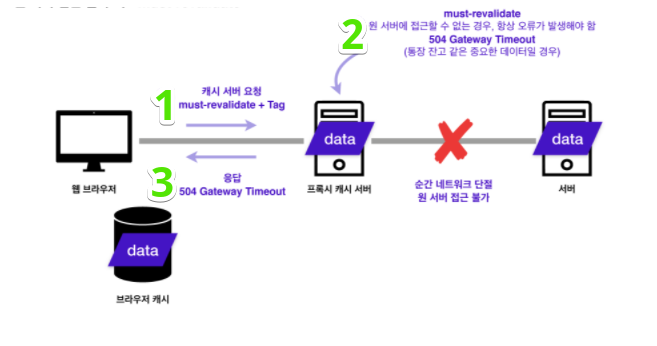 must-revalidate
원 서버에 접근할 수 없는 경우, 항상 오류가 발생해야 함
504 Gateway Timeout
(통장 잔고 같은 중요한 데이터일 경우)
2
1
캐시 서버 요청
must-revalidate + Tag
data
data
3
응답
504 Gateway Timeout
웹 브라우저
프록시 캐시 서버
순간 네트워크 단절
원 서버 접근 불가
서버
data
브라우저 캐시